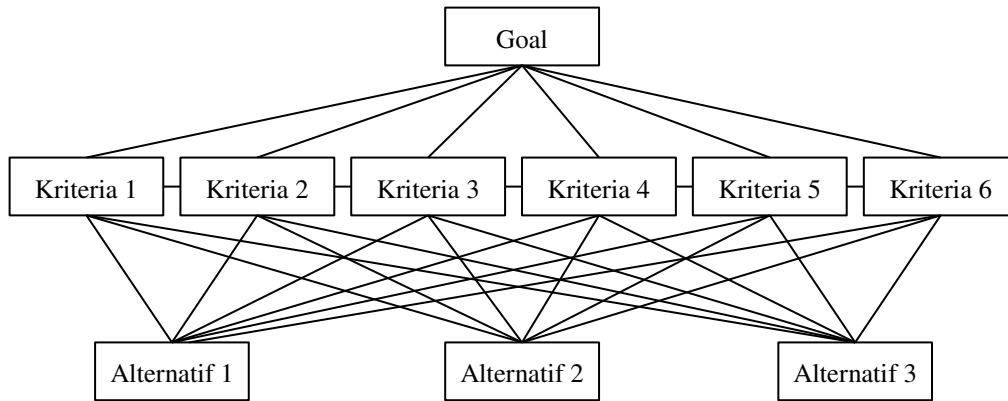 Goal
Kriteria 1
Kriteria 2
Kriteria 3
Kriteria 4
Kriteria 5
Kriteria 6
Alternatif 1
Alternatif 2
Alternatif 3